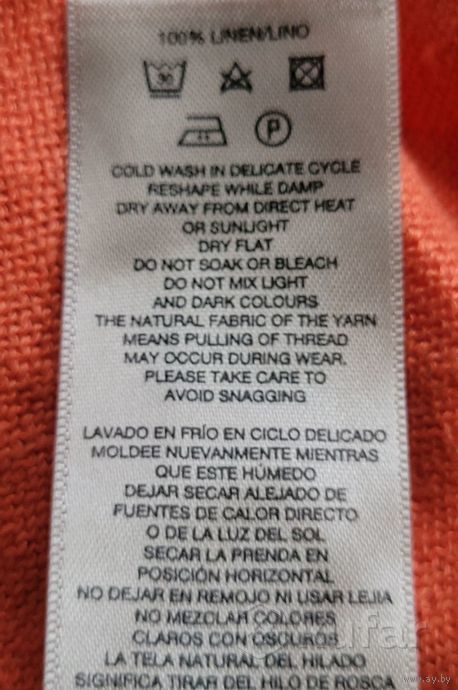 100% LINEN/LINO
30
P
COLD WASH IN DELICATE CYCLE
RESHAPE WHILE DAMP
DRY AWAY FROM DIRECT HEAT
OR SUNLIGHT
DRY FLAT
DO NOT SOAK OR BLEACH
DO NOT MIX LIGHT
AND DARK COLOURS
THE NATURAL FABRIC OF THE YARN
MEANS PULLING OF THREAD
MAY OCCUR DURING WEAR.
PLEASE TAKE CARE TO
AVOID SNAGGING
LAVADO EN FRÍO EN CICLO DELICADO
MOLDEE NUEVANMENTE MIENTRAS
QUE ESTE HÚMEDO
DEJAR SECAR ALEJADO DE
FUENTES DE CALOR DIRECTO
O DE LA LUZ DEL SOL
SECAR LA PRENDA EN
POSICIÓN HORIZONTAL
NO DEJAR EN REMOJO NI USAR LEJIA
NO MEZCLAR COLORES
CLAROS CON OSCUROS
LA TELA NATURAL DEL HILADO
SIGNIFICA TIRAR DEL HILO DE ROSCA
www.ay.by